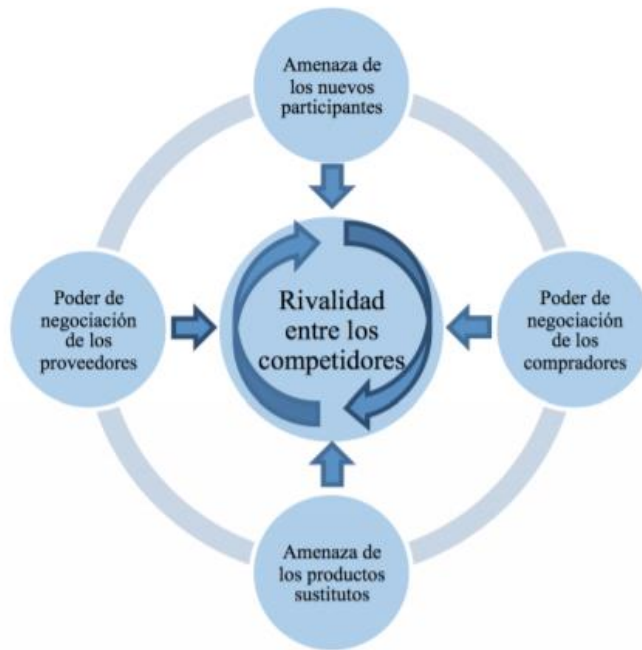 Amenaza de
los nuevos
participantes
Poder de
negociación
de los
proveedores
Rivalidad
entre los
competidores
Poder de
negociación
de los
compradores
Amenaza de
los productos
sustitutos